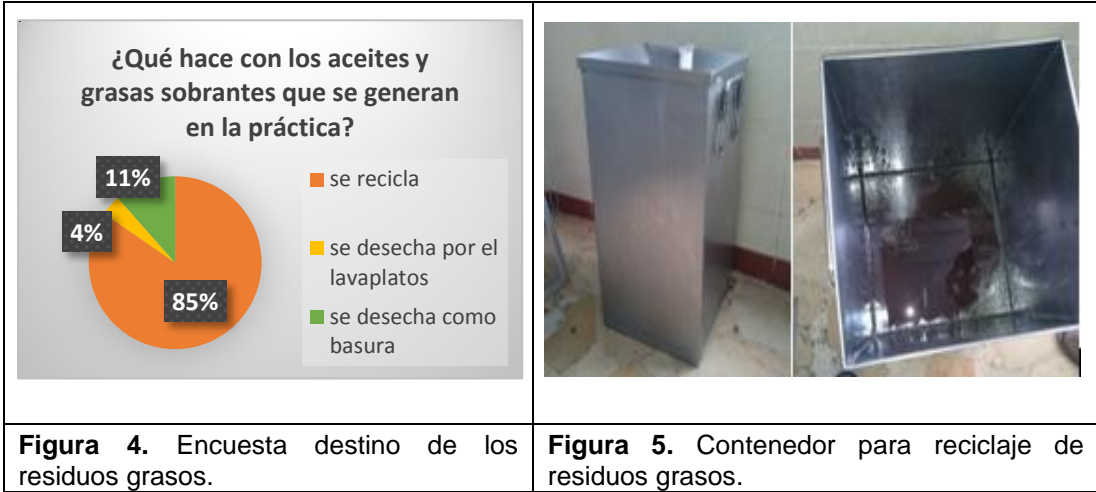 ¿Qué hace con los aceites y
grasas sobrantes que se generan
en la práctica?
11%
4%
85%
se recicla
se desecha por el
lavaplatos
se desecha como
basura
Figura 4. Encuesta destino de los
residuos grasos.
Figura 5. Contenedor para reciclaje de
residuos grasos.